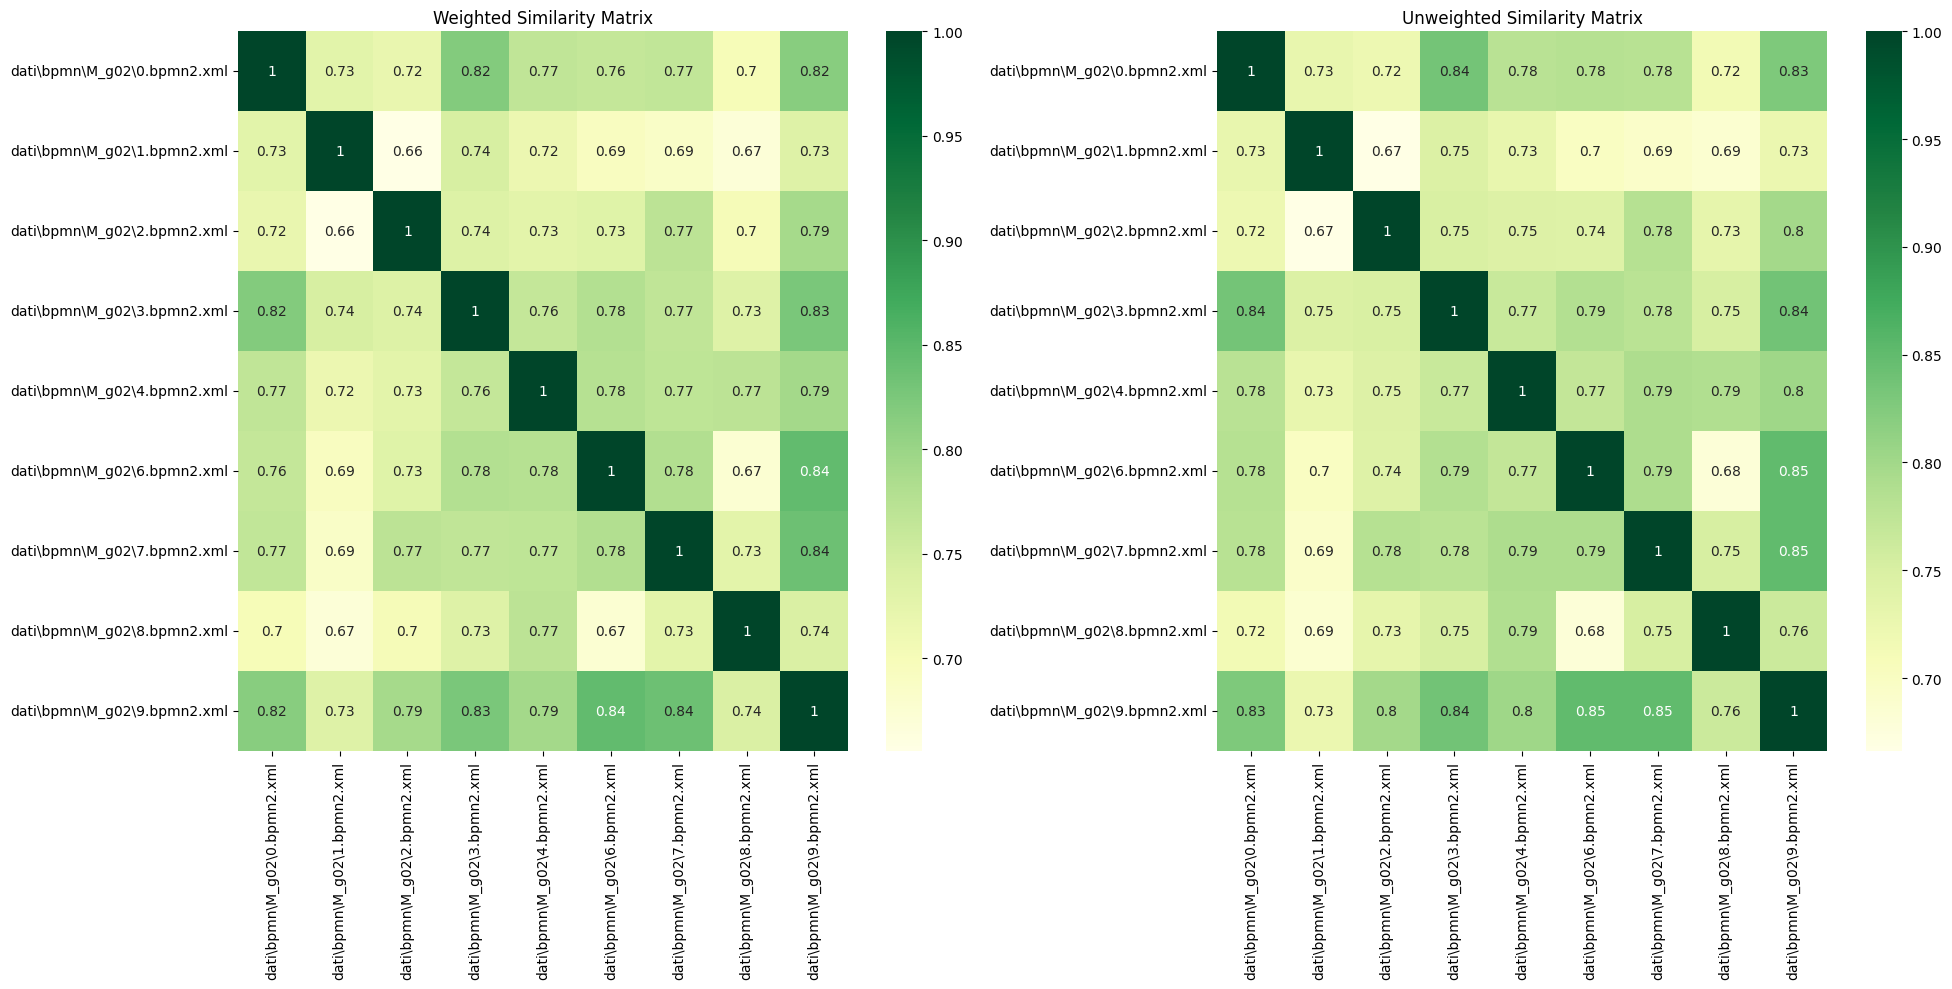 Weighted Similarity Matrix
dati\bpmn\M_g02\0.bpmn2.xml 1 0.73 0.72 0.82 0.77 0.76 0.77 0.7 0.82
dati\bpmn\M_g02\1.bpmn2.xml 0.73 1 0.66 0.74 0.72 0.69 0.69 0.67 0.73
dati\bpmn\M_g02\2.bpmn2.xml 0.72 0.66 1 0.74 0.73 0.73 0.77 0.7 0.79
dati\bpmn\M_g02\3.bpmn2.xml 0.82 0.74 0.74 1 0.76 0.78 0.77 0.73 0.83
dati\bpmn\M_g02\4.bpmn2.xml 0.77 0.72 0.73 0.76 1 0.78 0.77 0.77 0.79
dati\bpmn\M_g02\6.bpmn2.xml 0.76 0.69 0.73 0.78 0.78 1 0.78 0.67 0.84
dati\bpmn\M_g02\7.bpmn2.xml 0.77 0.69 0.77 0.77 0.77 0.78 1 0.73 0.84
dati\bpmn\M_g02\8.bpmn2.xml 0.7 0.67 0.7 0.73 0.77 0.67 0.73 1 0.74
dati\bpmn\M_g02\9.bpmn2.xml 0.82 0.73 0.79 0.83 0.79 0.84 0.84 0.74 1
dati\bpmn\M_g02\0.bpmn2.xml
dati\bpmn\M_g02\1.bpmn2.xml
dati\bpmn\M_g02\2.bpmn2.xml
dati\bpmn\M_g02\3.bpmn2.xml
dati\bpmn\M_g02\4.bpmn2.xml
dati\bpmn\M_g02\6.bpmn2.xml
dati\bpmn\M_g02\7.bpmn2.xml
dati\bpmn\M_g02\8.bpmn2.xml
dati\bpmn\M_g02\9.bpmn2.xml
1.00
0.95
0.90
0.85
0.80
0.75
0.70
Unweighted Similarity Matrix
dati\bpmn\M_g02\0.bpmn2.xml 1 0.73 0.72 0.84 0.78 0.78 0.78 0.72 0.83
dati\bpmn\M_g02\1.bpmn2.xml 0.73 1 0.67 0.75 0.73 0.7 0.69 0.69 0.73
dati\bpmn\M_g02\2.bpmn2.xml 0.72 0.67 1 0.75 0.75 0.74 0.78 0.73 0.8
dati\bpmn\M_g02\3.bpmn2.xml 0.84 0.75 0.75 1 0.77 0.79 0.78 0.75 0.84
dati\bpmn\M_g02\4.bpmn2.xml 0.78 0.73 0.75 0.77 1 0.77 0.79 0.79 0.8
dati\bpmn\M_g02\6.bpmn2.xml 0.78 0.7 0.74 0.79 0.77 1 0.79 0.68 0.85
dati\bpmn\M_g02\7.bpmn2.xml 0.78 0.69 0.78 0.78 0.79 0.79 1 0.75 0.85
dati\bpmn\M_g02\8.bpmn2.xml 0.72 0.69 0.73 0.75 0.79 0.68 0.75 1 0.76
dati\bpmn\M_g02\9.bpmn2.xml 0.83 0.73 0.8 0.84 0.8 0.85 0.85 0.76 1
dati\bpmn\M_g02\0.bpmn2.xml
dati\bpmn\M_g02\1.bpmn2.xml
dati\bpmn\M_g02\2.bpmn2.xml
dati\bpmn\M_g02\3.bpmn2.xml
dati\bpmn\M_g02\4.bpmn2.xml
dati\bpmn\M_g02\6.bpmn2.xml
dati\bpmn\M_g02\7.bpmn2.xml
dati\bpmn\M_g02\8.bpmn2.xml
dati\bpmn\M_g02\9.bpmn2.xml
1.00
0.95
0.90
0.85
0.80
0.75
0.70